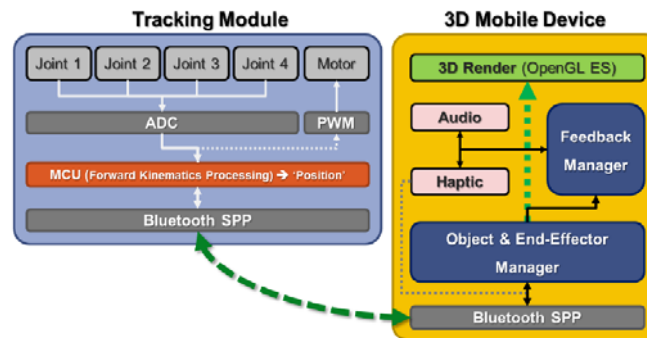 Tracking Module
Joint 1 Joint 2 Joint 3 Joint 4 Motor
ADC PWM
MCU (Forward Kinematics Processing) ➔ 'Position'
Bluetooth SPP
3D Mobile Device
3D Render (OpenGL ES)
Audio
Haptic
Feedback
Manager
Object & End-Effector
Manager
Bluetooth SPP